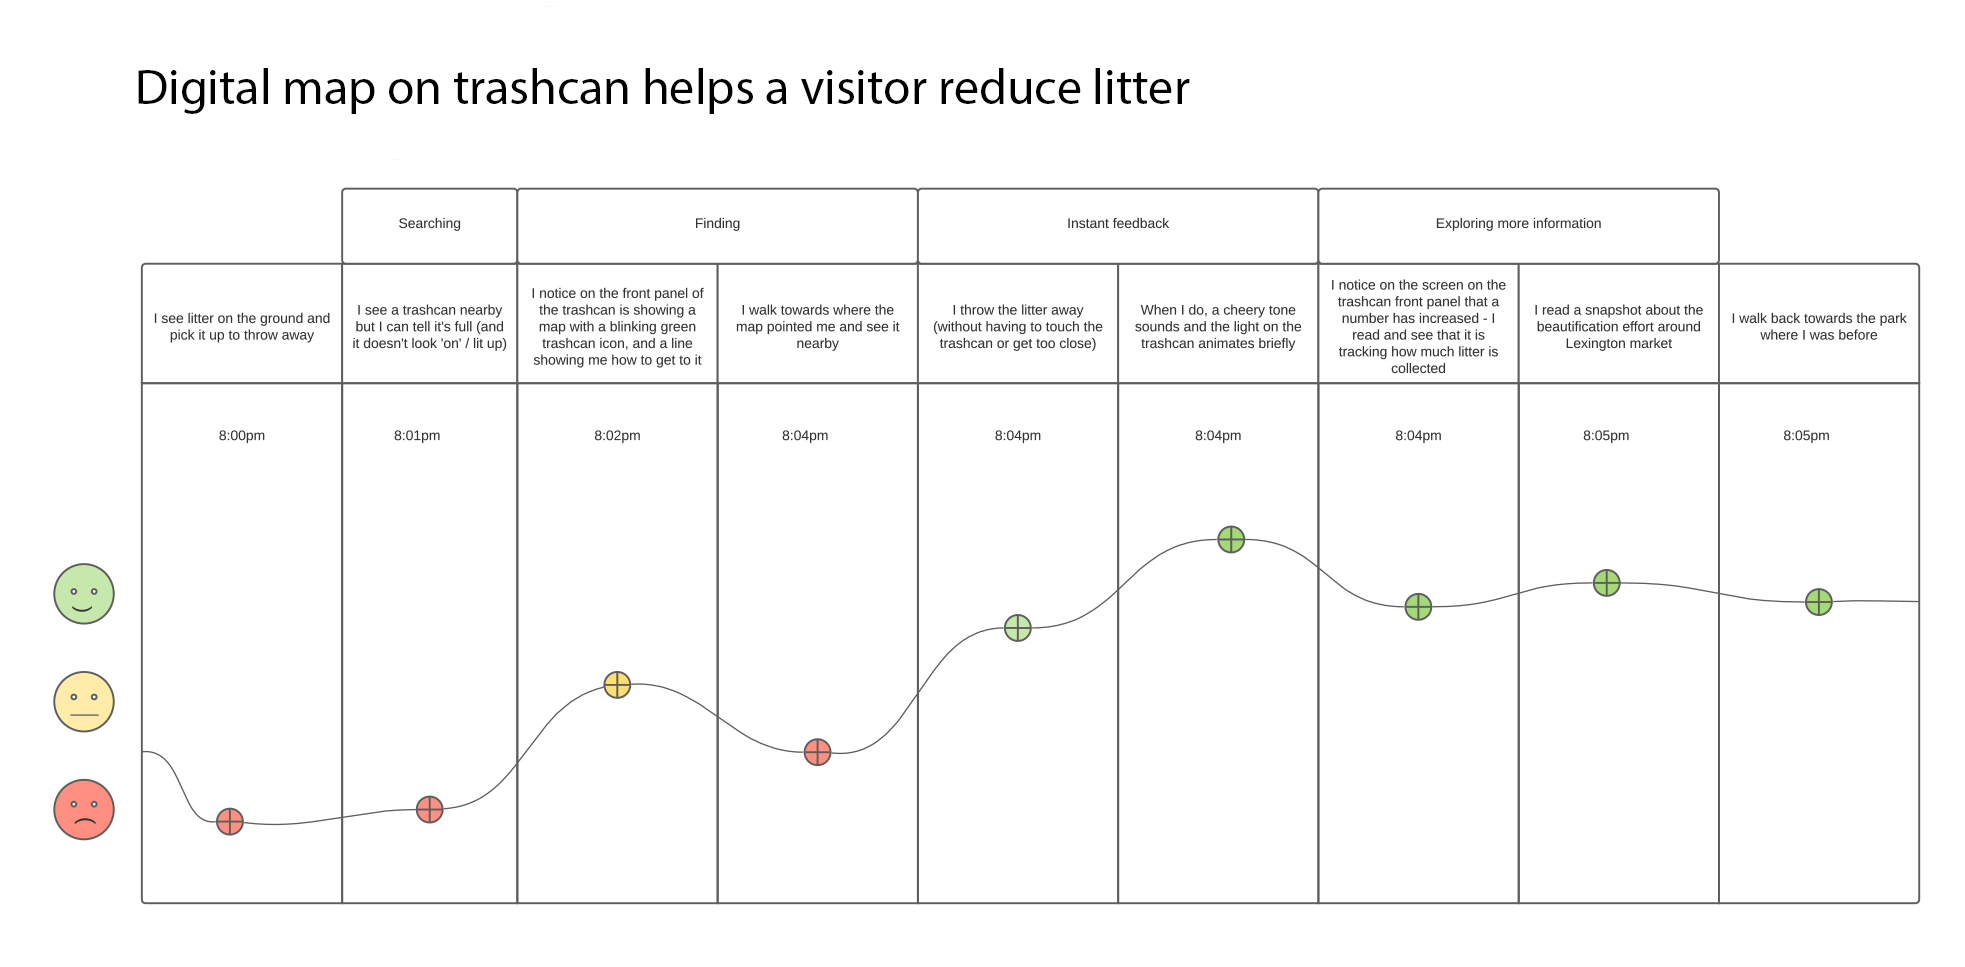 Digital map on trashcan helps a visitor reduce litter
Searching
Finding
Instant feedback
Exploring more information
I see litter on the ground and
pick it up to throw away
I see a trashcan nearby
but I can tell it's full (and
it doesn't look 'on' / lit up)
I notice on the front panel of
the trashcan is showing a
map with a blinking green
trashcan icon, and a line
showing me how to get to it
I walk towards where the
map pointed me and see it
nearby
I throw the litter away
(without having to touch the
trashcan or get too close)
When I do, a cheery tone
sounds and the light on the
trashcan animates briefly
I notice on the screen on the
trashcan front panel that a
number has increased - I
read and see that it is
tracking how much litter is
collected
I read a snapshot about the
beautification effort around
Lexington market
I walk back towards the park
where I was before
8:00pm
8:01pm
8:02pm
8:04pm
8:04pm
8:04pm
8:04pm
8:05pm
8:05pm